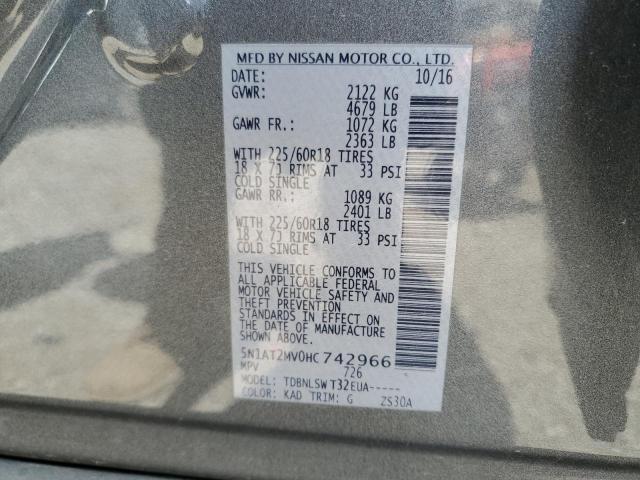 MFD BY NISSAN MOTOR CO., LTD.
DATE: 10/16
GVWR: 2122 KG
4679 LB
GAWR FR.: 1072 KG
2363 LB
WITH 225/60R18 TIRES
18 X 7J RIMS AT 33 PSI
COLD SINGLE
GAWR RR.: 1089 KG
2401 LB
WITH 225/60R18 TIRES
18 X 7J RIMS AT 33 PSI
COLD SINGLE
THIS VEHICLE CONFORMS TO
ALL APPLICABLE FEDERAL
MOTOR VEHICLE SAFETY AND
THEFT PREVENTION
STANDARDS IN EFFECT ON
THE DATE OF MANUFACTURE
SHOWN ABOVE.
5N1AT2MV0HC742966
MPV 726
MODEL: TDBNLSW T32EUA-----
COLOR: KAD TRIM: G ZS30A